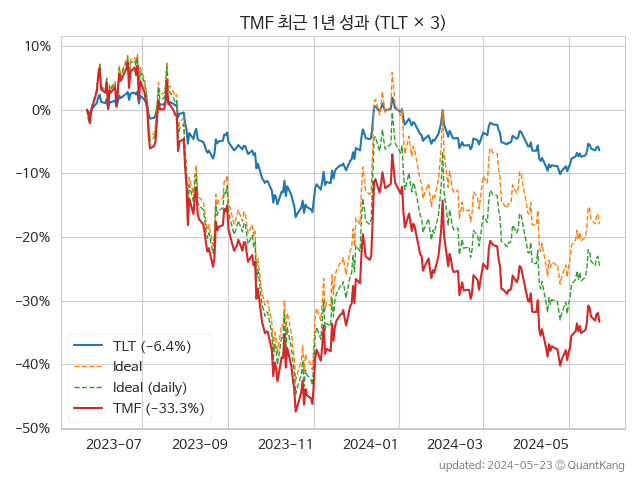 TMF 최근 1년 성과 (TLT × 3)
10%
0%
−10%
−20%
−30%
−40%
−50%
TLT (−6.4%)
Ideal
Ideal (daily)
TMF (−33.3%)
2023-07 2023-09 2023-11 2024-01 2024-03 2024-05
updated: 2024-05-23 ⓒ QuantKang